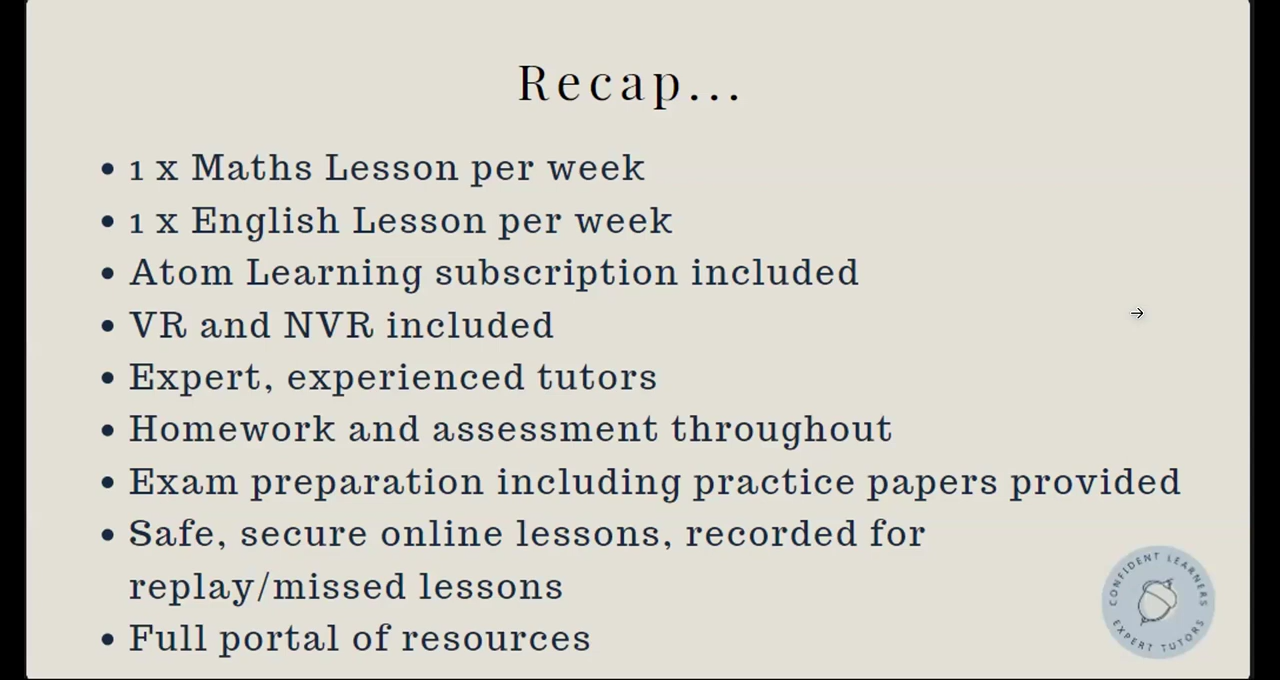 Recap...
• 1 x Maths Lesson per week
• 1 x English Lesson per week
• Atom Learning subscription included
• VR and NVR included
• Expert, experienced tutors
• Homework and assessment throughout
• Exam preparation including practice papers provided
• Safe, secure online lessons, recorded for
replay/missed lessons
• Full portal of resources
CONFIDENT LEARNERS
EXPERT TUTORS